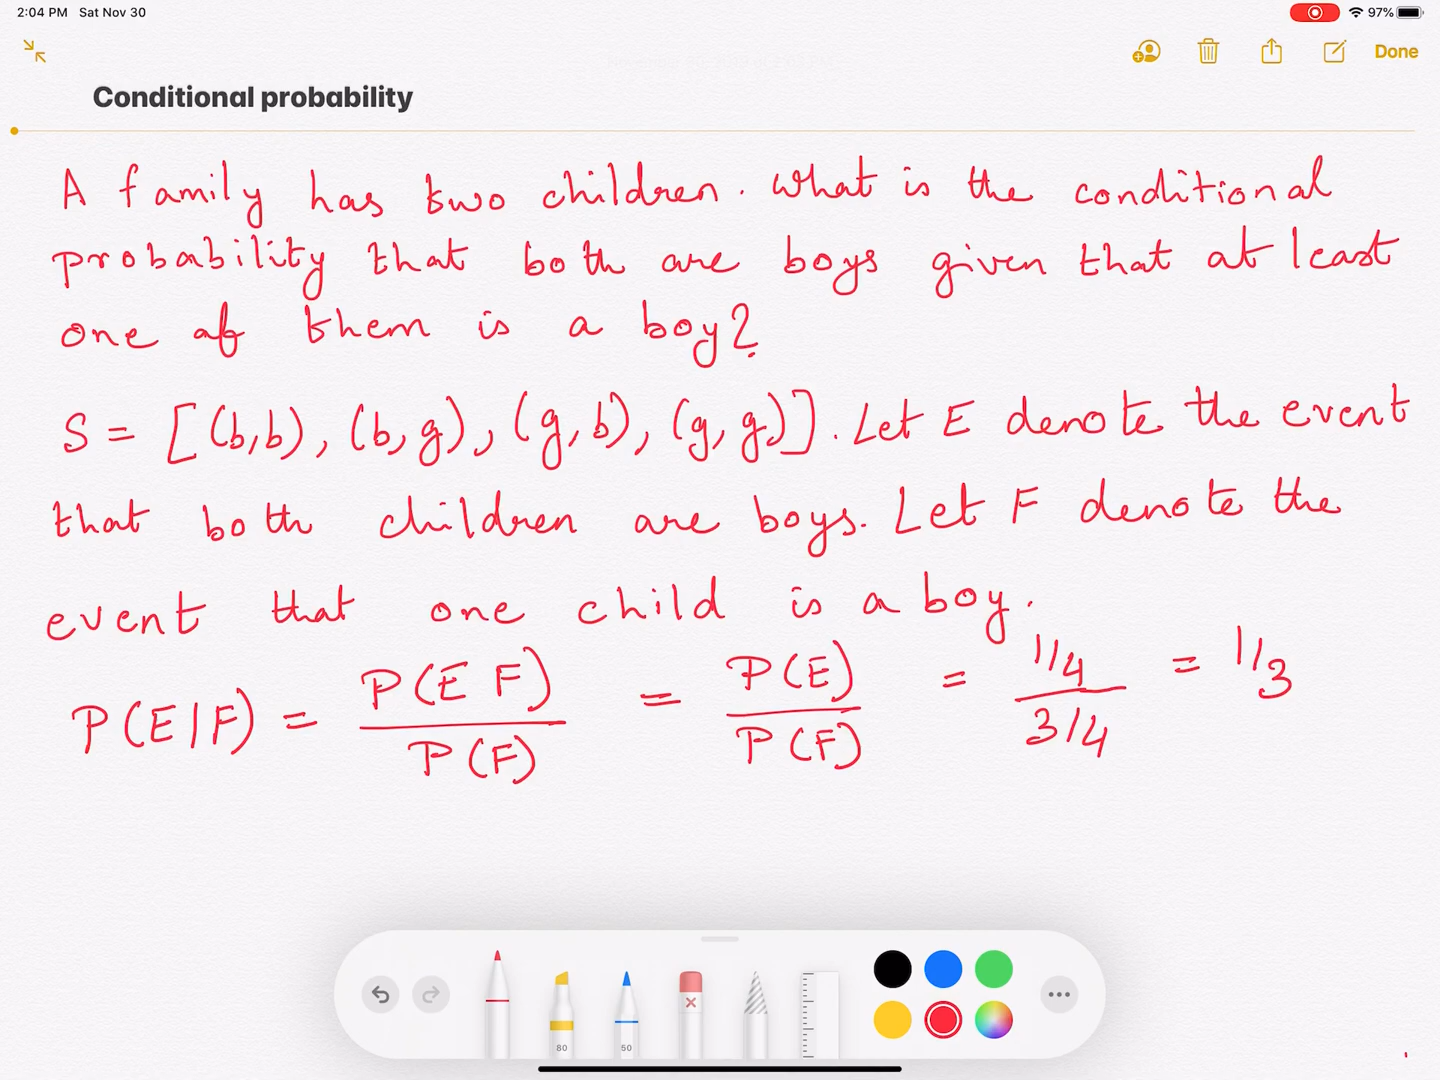 2:04 PM Sat Nov 30
97%
Done
Conditional probability
A family has two children. What is the conditional
probability that both are boys given that at least
one of them is a boy?
S = [(b,b), (b,g), (g,b), (g,g)]. Let E denote the event
that both children are boys. Let F denote the
event that one child is a boy.
P(E|F) = P(E F) / P(F) = P(E) / P(F) = 1/4 / 3/4 = 1/3
80
50